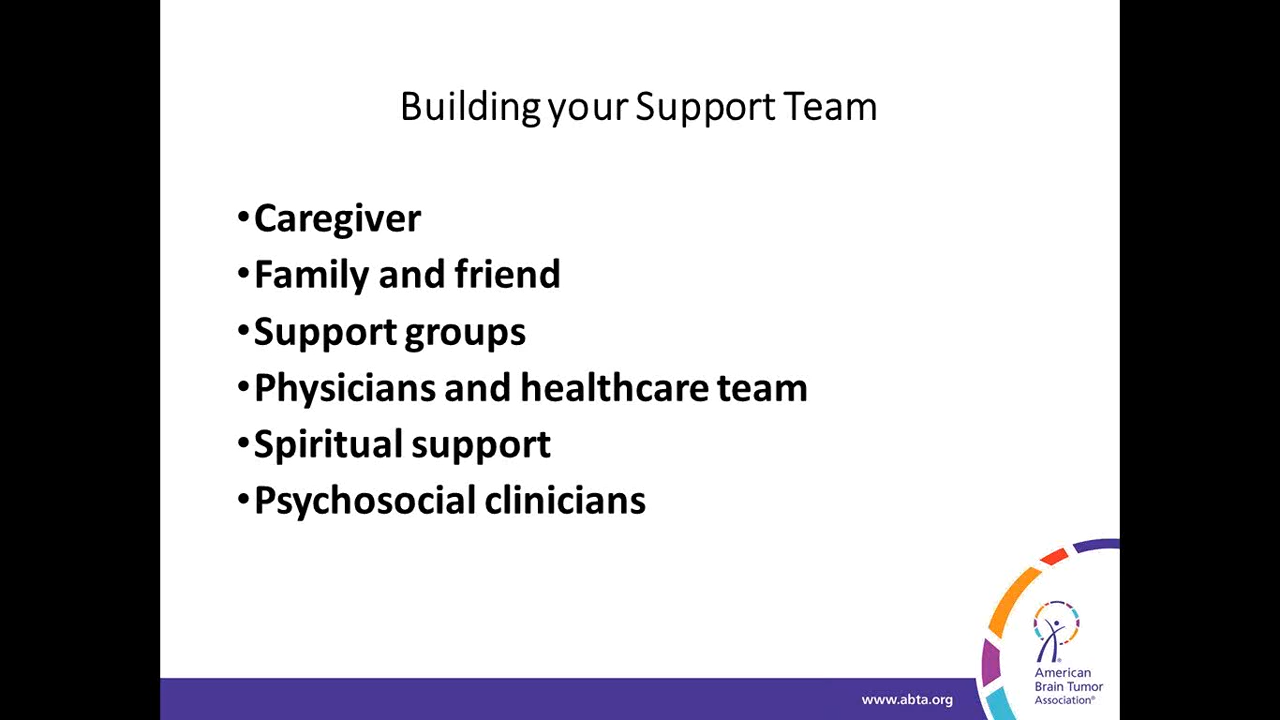 Building your Support Team
•Caregiver
•Family and friend
•Support groups
•Physicians and healthcare team
•Spiritual support
•Psychosocial clinicians
American
Brain Tumor
Association®
www.abta.org